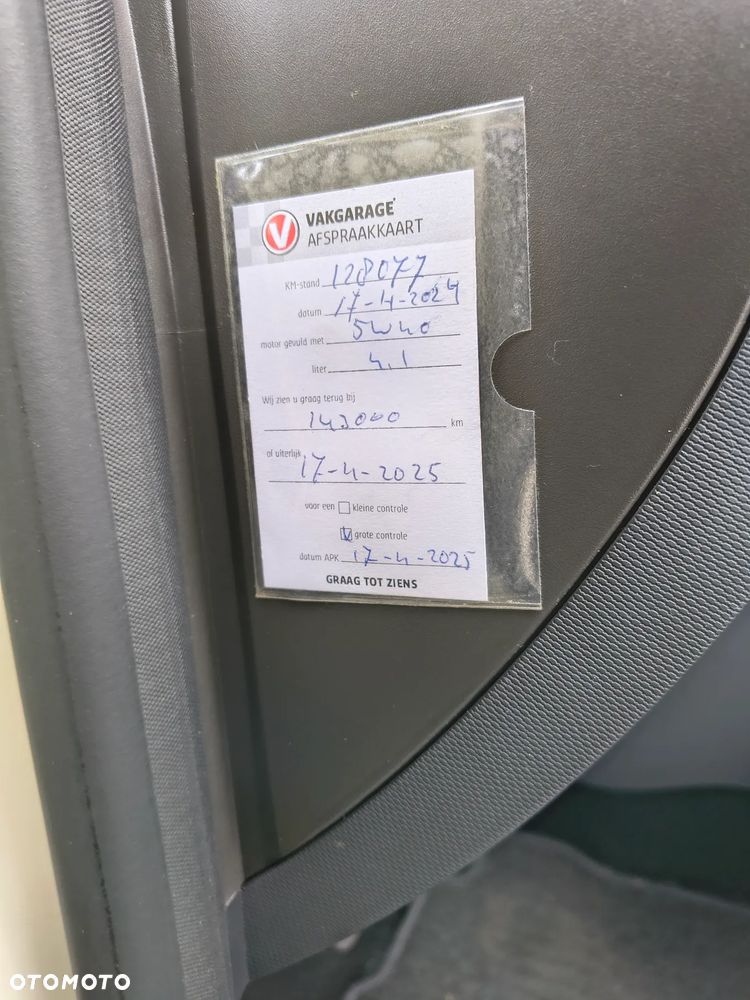 V VAKGARAGE
AFSPRAAKKAART
KM-stand 128077
datum 17-4-2024
motor gevuld met 5W40
liter 4.1
Wij zien u graag terug bij
143000 km
of uiterlijk
17-4-2025
voor een kleine controle
V grote controle
datum APK 17-4-2025
GRAAG TOT ZIENS
OTOMOTO